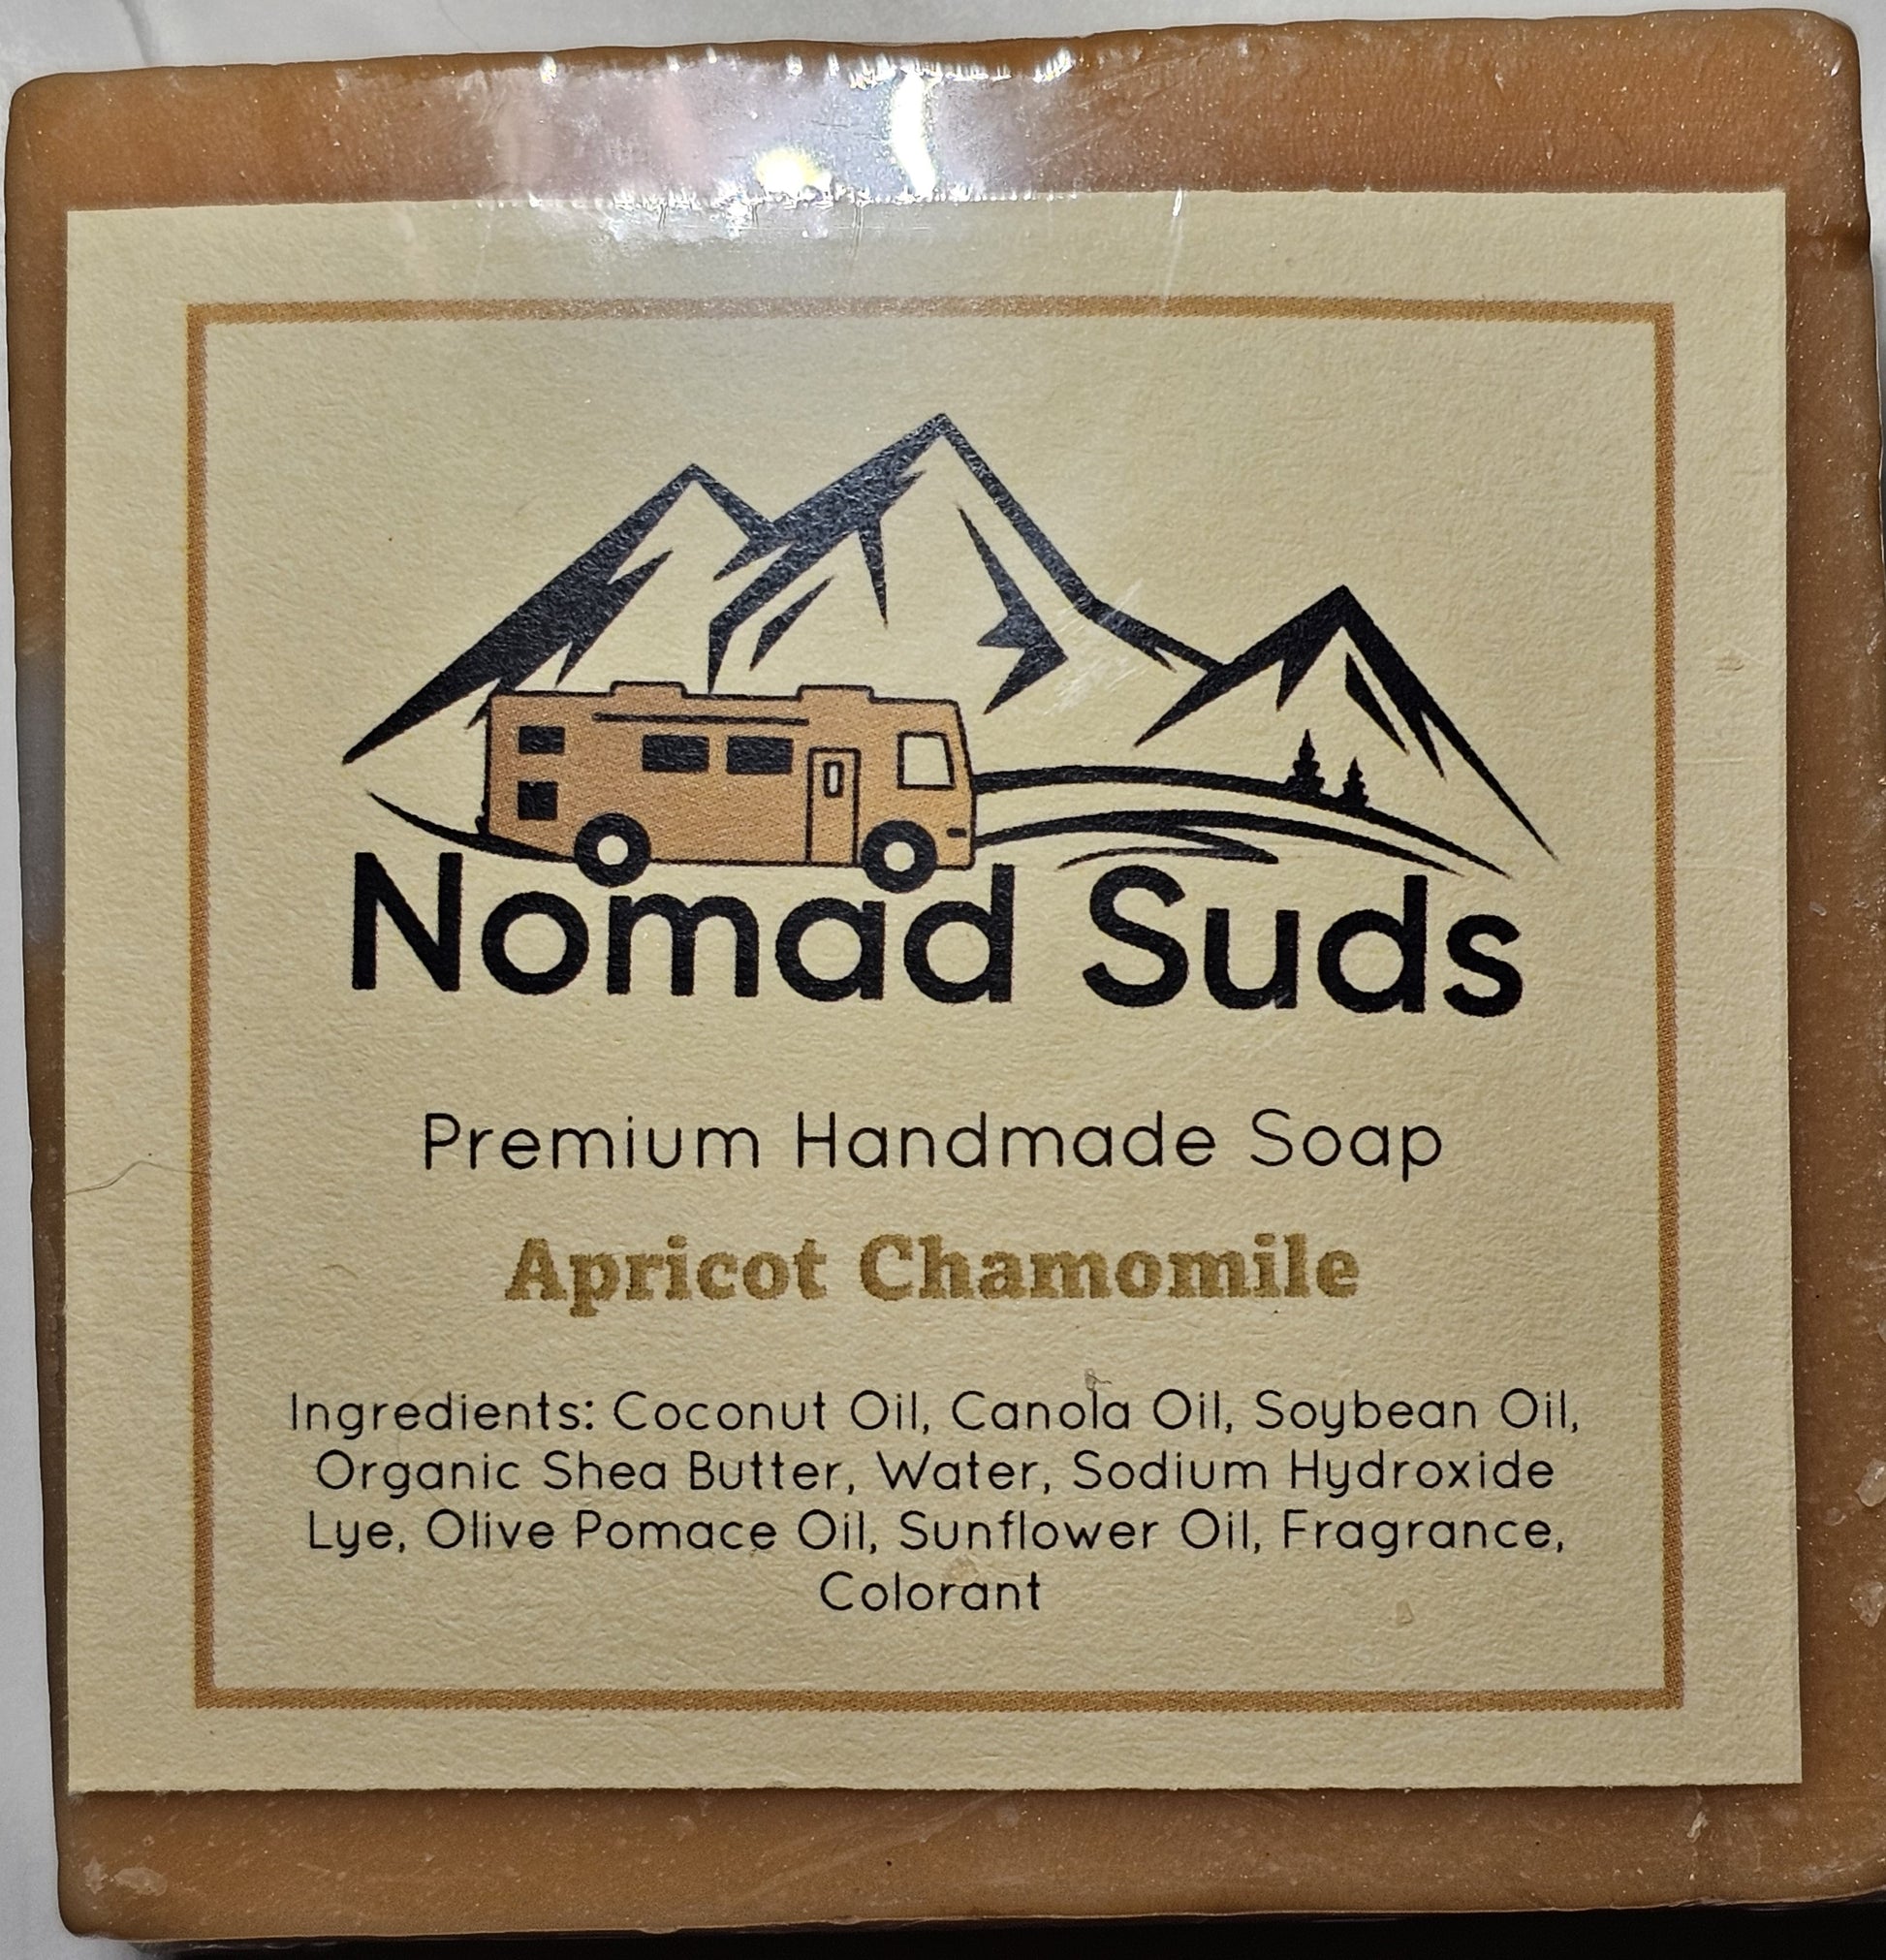 Nomad Suds
Premium Handmade Soap
Apricot Chamomile
Ingredients: Coconut Oil, Canola Oil, Soybean Oil,
Organic Shea Butter, Water, Sodium Hydroxide
Lye, Olive Pomace Oil, Sunflower Oil, Fragrance,
Colorant